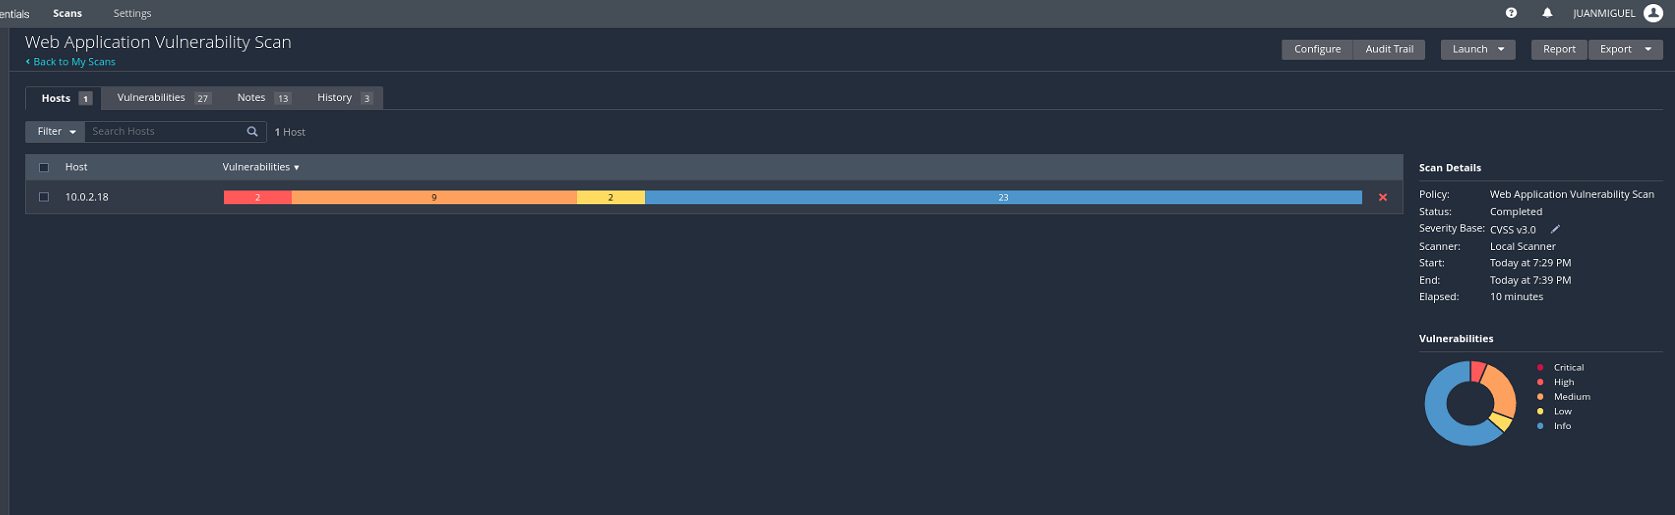 entials Scans Settings JUANMIGUEL
Web Application Vulnerability Scan
Back to My Scans
Configure Audit Trail Launch Report Export
Hosts 1 Vulnerabilities 27 Notes 13 History 3
Filter Search Hosts 1 Host
Host Vulnerabilities
10.0.2.18 2 9 2 23
Scan Details
Policy: Web Application Vulnerability Scan
Status: Completed
Severity Base: CVSS v3.0
Scanner: Local Scanner
Start: Today at 7:29 PM
End: Today at 7:39 PM
Elapsed: 10 minutes
Vulnerabilities
Critical
High
Medium
Low
Info